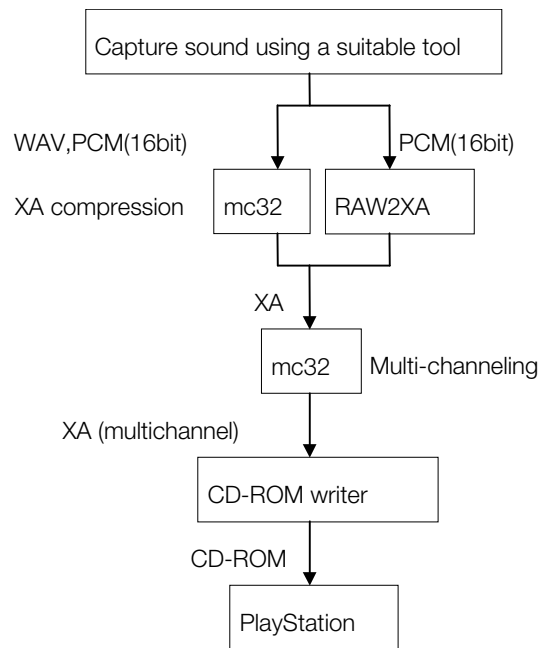 Capture sound using a suitable tool
WAV,PCM(16bit)
PCM(16bit)
XA compression
mc32
RAW2XA
XA
mc32
Multi-channeling
XA (multichannel)
CD-ROM writer
CD-ROM
PlayStation